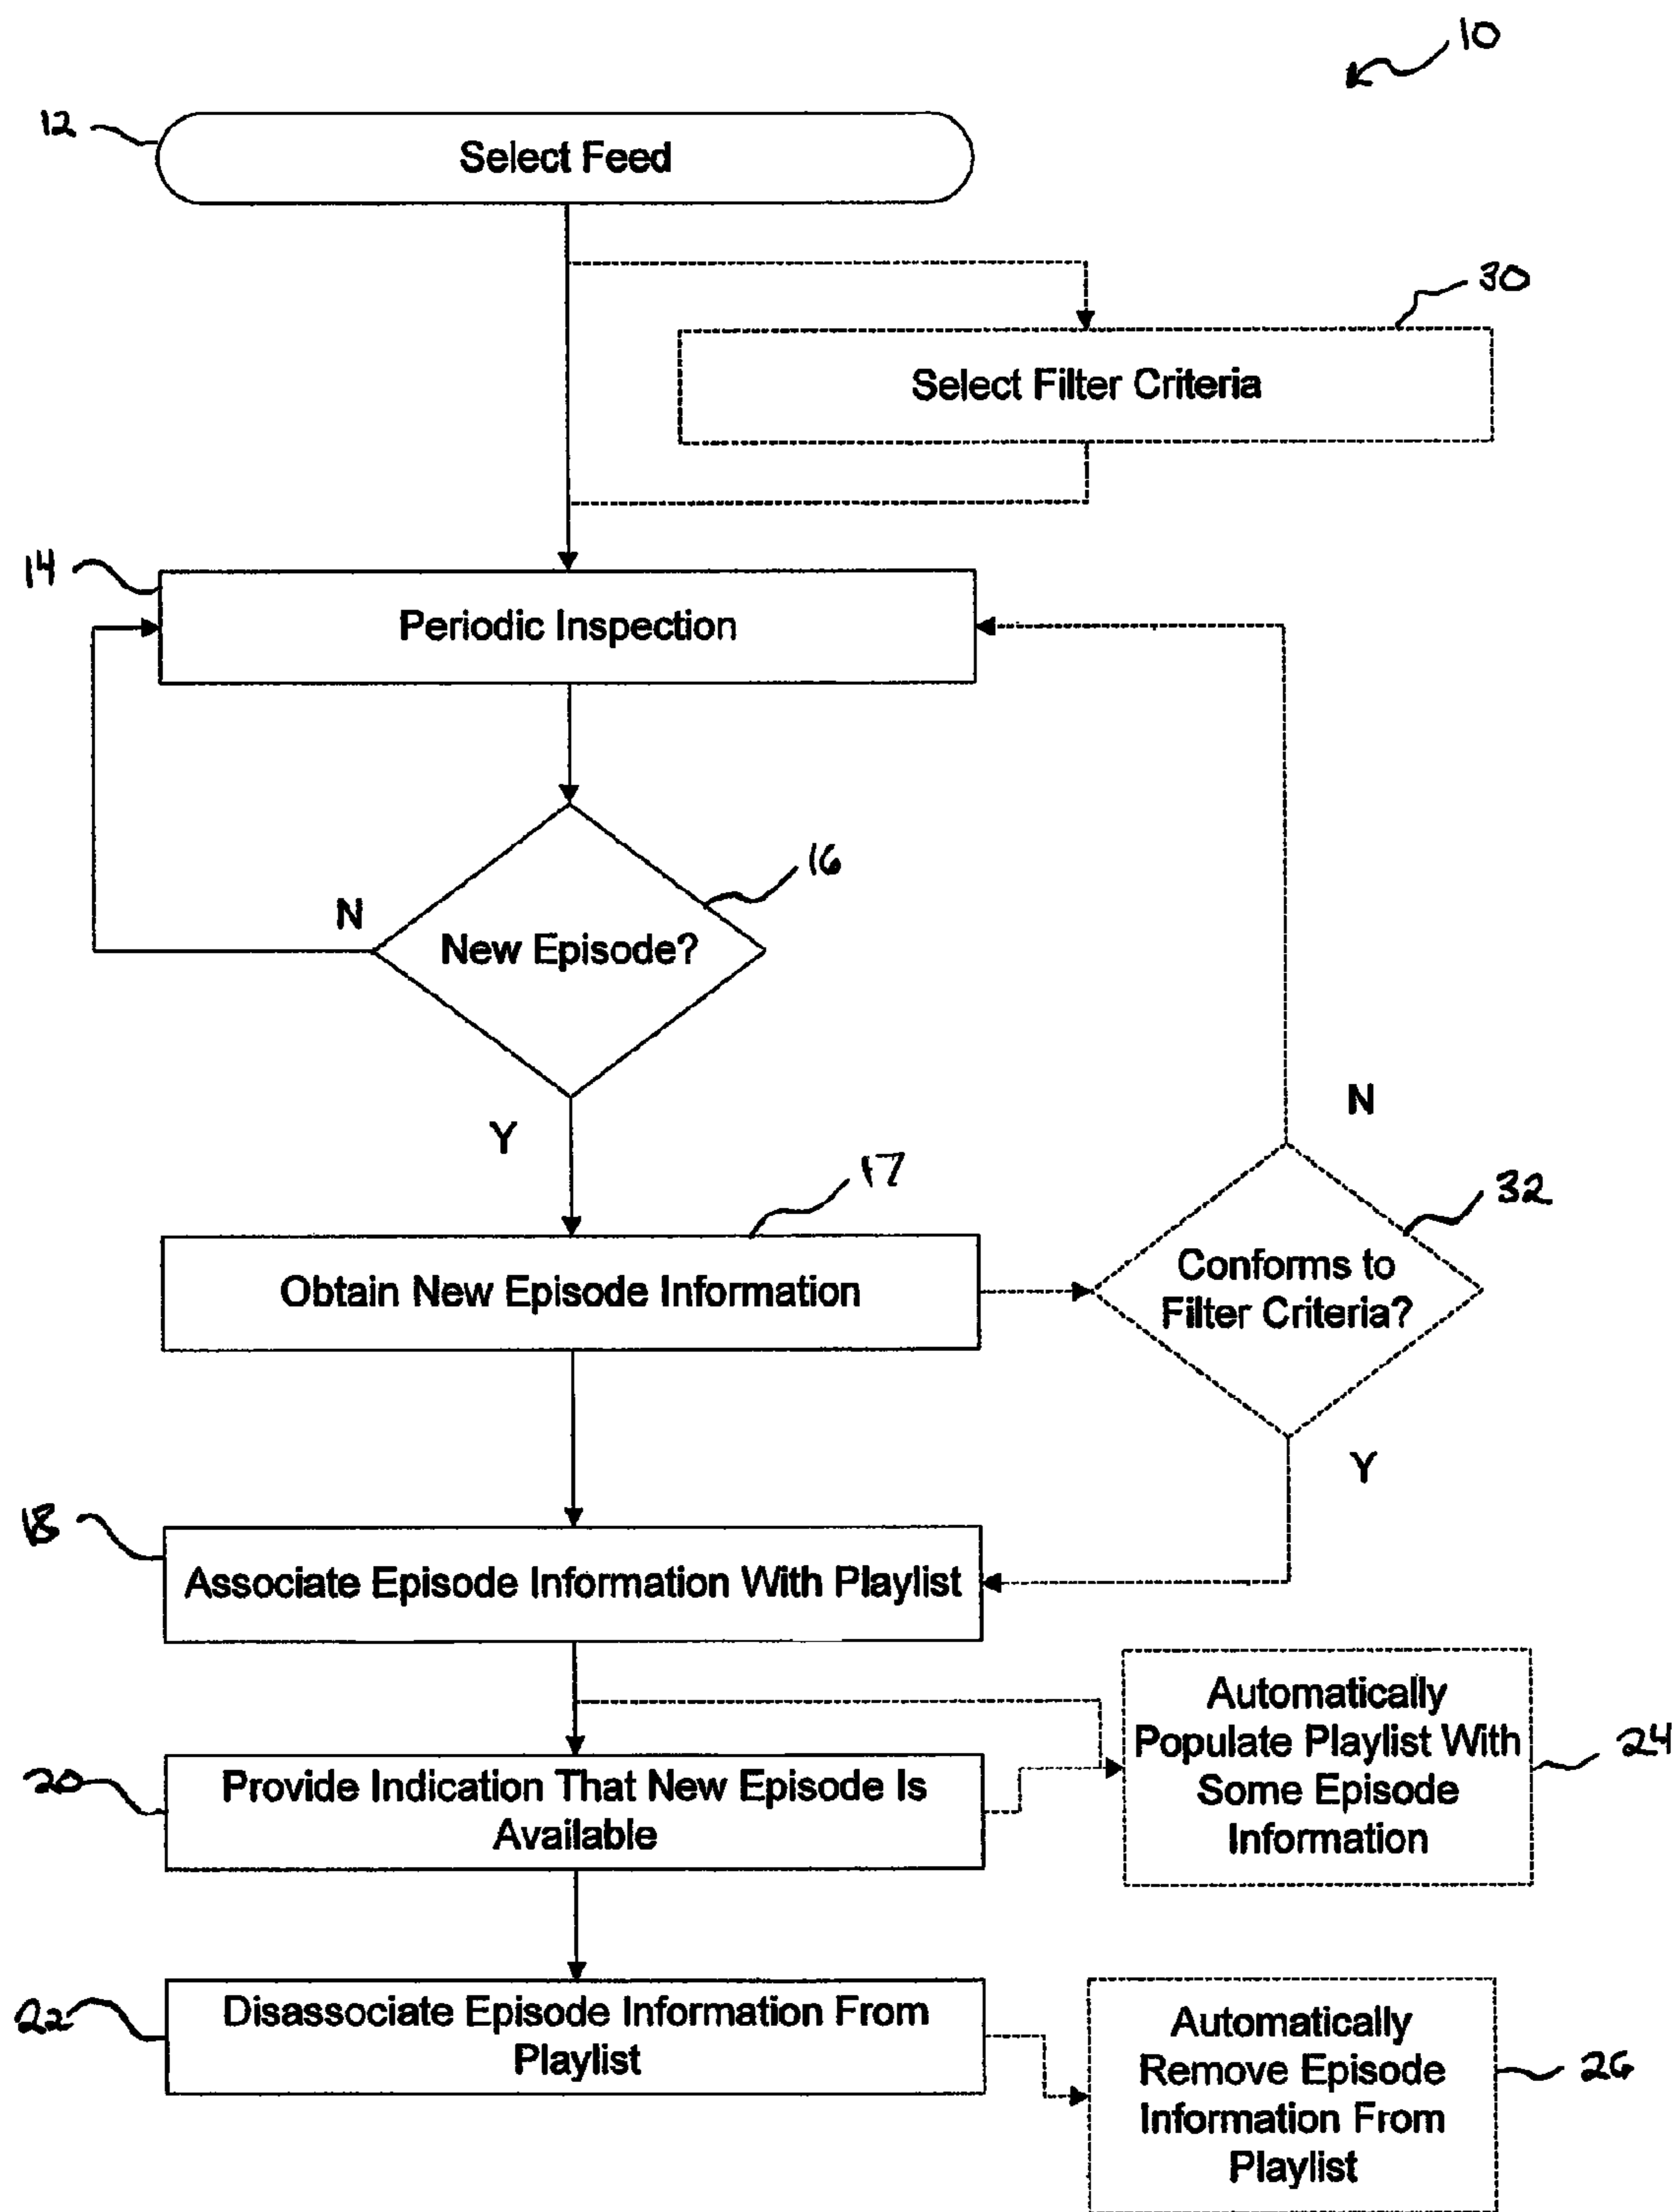 10
12
Select Feed
30
Select Filter Criteria
14
Periodic Inspection
16
N
New Episode?
N
Y
17
32
Conforms to
Filter Criteria?
Obtain New Episode Information
Y
18
Associate Episode Information With Playlist
Automatically
Populate Playlist With
Some Episode
Information
24
20
Provide Indication That New Episode Is
Available
22
Disassociate Episode Information From
Playlist
Automatically
Remove Episode
Information From
Playlist
26